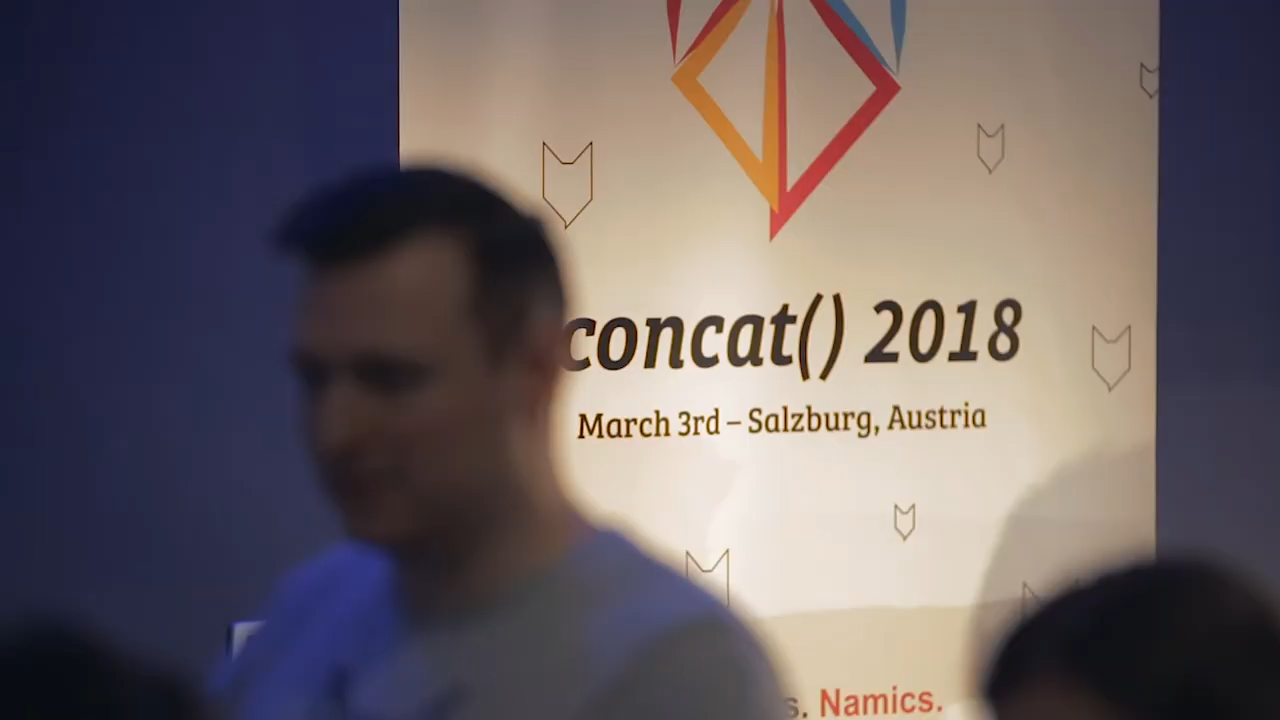 concat() 2018
March 3rd – Salzburg, Austria
Namics.